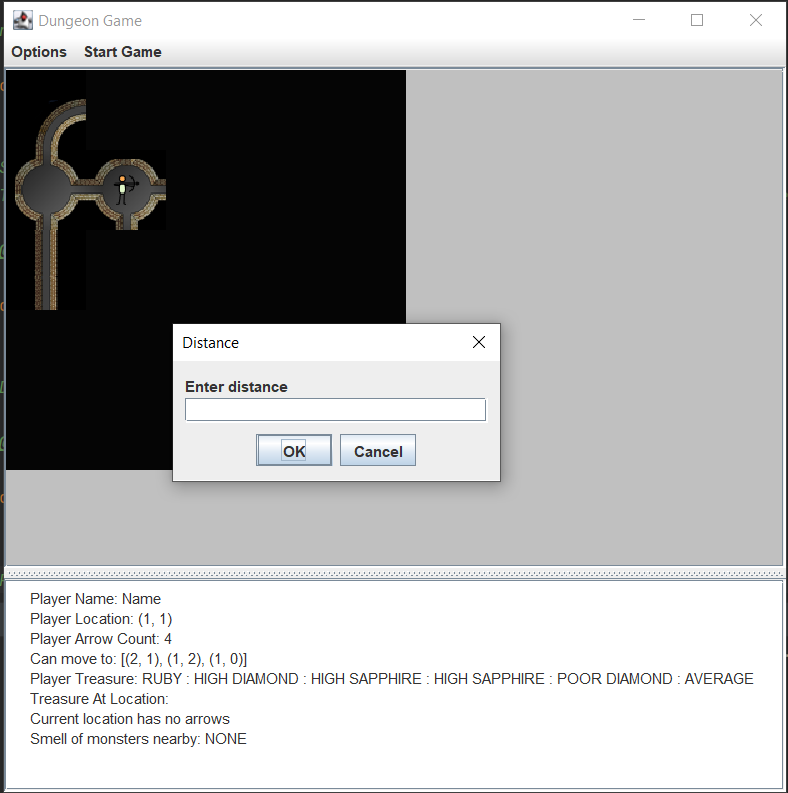 Dungeon Game
Options Start Game
Distance
Enter distance
OK Cancel
Player Name: Name
Player Location: (1, 1)
Player Arrow Count: 4
Can move to: [(2, 1), (1, 2), (1, 0)]
Player Treasure: RUBY : HIGH DIAMOND : HIGH SAPPHIRE : HIGH SAPPHIRE : POOR DIAMOND : AVERAGE
Treasure At Location:
Current location has no arrows
Smell of monsters nearby: NONE